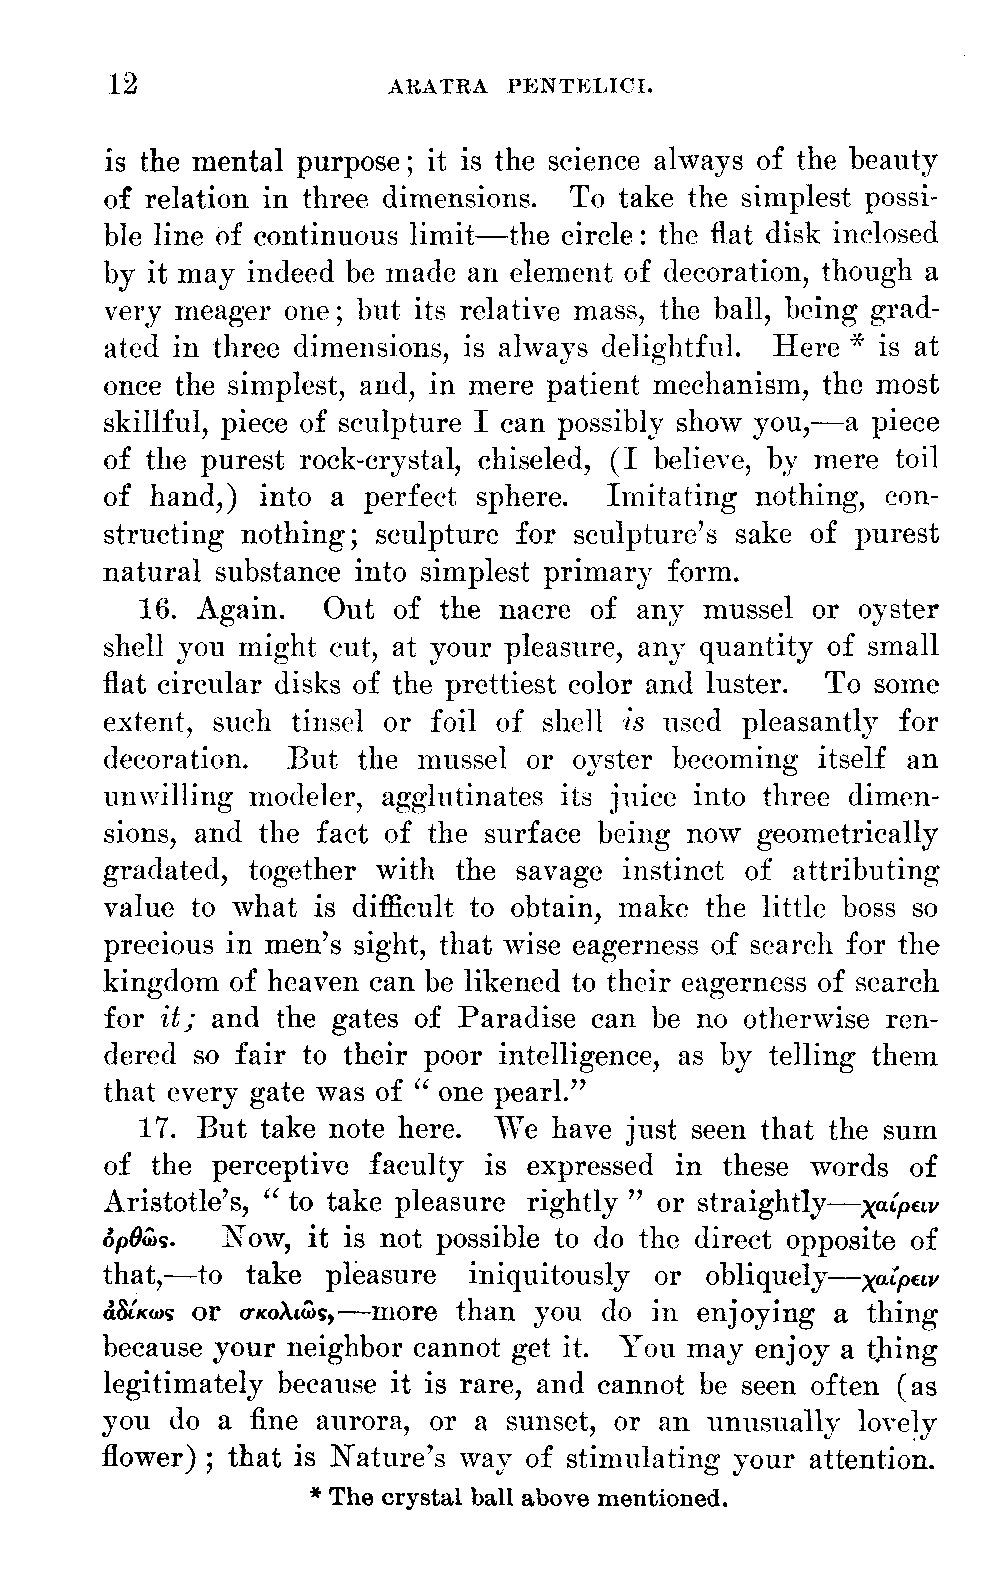 12 ARATRA PENTELICI.
is the mental purpose; it is the science always of the beauty
of relation in three dimensions. To take the simplest possi-
ble line of continuous limit—the circle: the flat disk inclosed
by it may indeed be made an element of decoration, though a
very meager one; but its relative mass, the ball, being grad-
ated in three dimensions, is always delightful. Here * is at
once the simplest, and, in mere patient mechanism, the most
skillful, piece of sculpture I can possibly show you,—a piece
of the purest rock-crystal, chiseled, (I believe, by mere toil
of hand,) into a perfect sphere. Imitating nothing, con-
structing nothing; sculpture for sculpture's sake of purest
natural substance into simplest primary form.
16. Again. Out of the nacre of any mussel or oyster
shell you might cut, at your pleasure, any quantity of small
flat circular disks of the prettiest color and luster. To some
extent, such tinsel or foil of shell is used pleasantly for
decoration. But the mussel or oyster becoming itself an
unwilling modeler, agglutinates its juice into three dimen-
sions, and the fact of the surface being now geometrically
gradated, together with the savage instinct of attributing
value to what is difficult to obtain, make the little boss so
precious in men's sight, that wise eagerness of search for the
kingdom of heaven can be likened to their eagerness of search
for it; and the gates of Paradise can be no otherwise ren-
dered so fair to their poor intelligence, as by telling them
that every gate was of “ one pearl.”
17. But take note here. We have just seen that the sum
of the perceptive faculty is expressed in these words of
Aristotle's, “ to take pleasure rightly ” or straightly—χαίρειν
ὀρθῶς. Now, it is not possible to do the direct opposite of
that,—to take pleasure iniquitously or obliquely—χαίρειν
ἀδίκως or σκολιῶς,—more than you do in enjoying a thing
because your neighbor cannot get it. You may enjoy a thing
legitimately because it is rare, and cannot be seen often (as
you do a fine aurora, or a sunset, or an unusually lovely
flower) ; that is Nature's way of stimulating your attention.
* The crystal ball above mentioned.